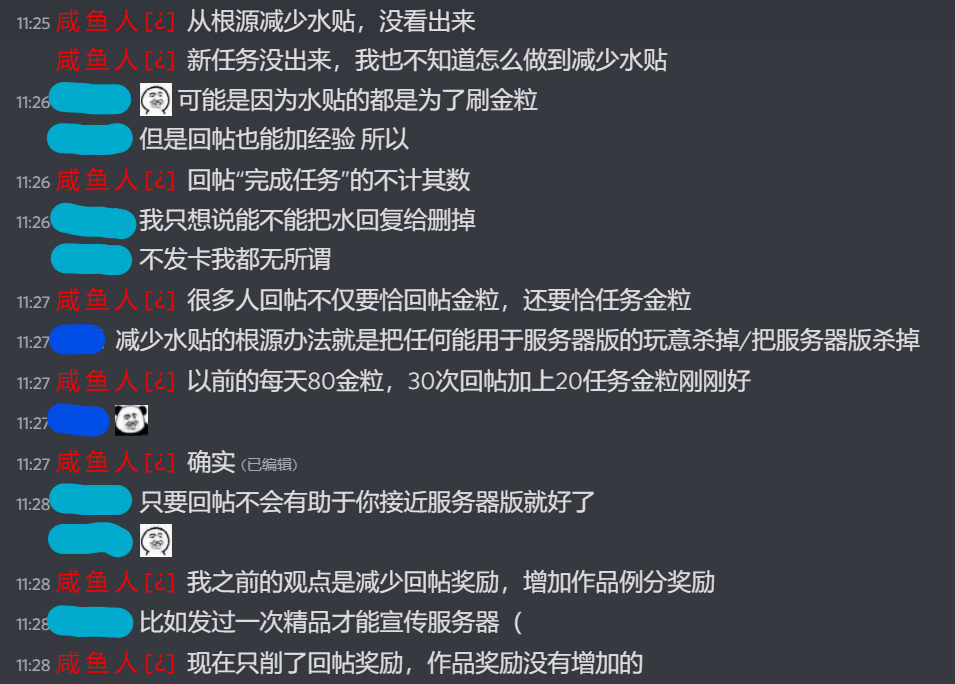 11:25 咸鱼人[¿] 从根源减少水贴，没看出来
咸鱼人[¿] 新任务没出来，我也不知道怎么做到减少水贴
11:26 可能是因为水贴的都是为了刷金粒
但是回帖也能加经验 所以
11:26 咸鱼人[¿] 回帖“完成任务”的不计其数
11:26 我只想说能不能把水回复给删掉
不发卡我都无所谓
11:27 咸鱼人[¿] 很多人回帖不仅要恰回帖金粒，还要恰任务金粒
11:27 减少水贴的根源办法就是把任何能用于服务器版的玩意杀掉/把服务器版杀掉
11:27 咸鱼人[¿] 以前的每天80金粒，30次回帖加上20任务金粒刚刚好
11:27
11:27 咸鱼人[¿] 确实 (已编辑)
11:28 只要回帖不会有助于你接近服务器版就好了
11:28 咸鱼人[¿] 我之前的观点是减少回帖奖励，增加作品例分奖励
11:28 比如发过一次精品才能宣传服务器（
11:28 咸鱼人[¿] 现在只削了回帖奖励，作品奖励没有增加的